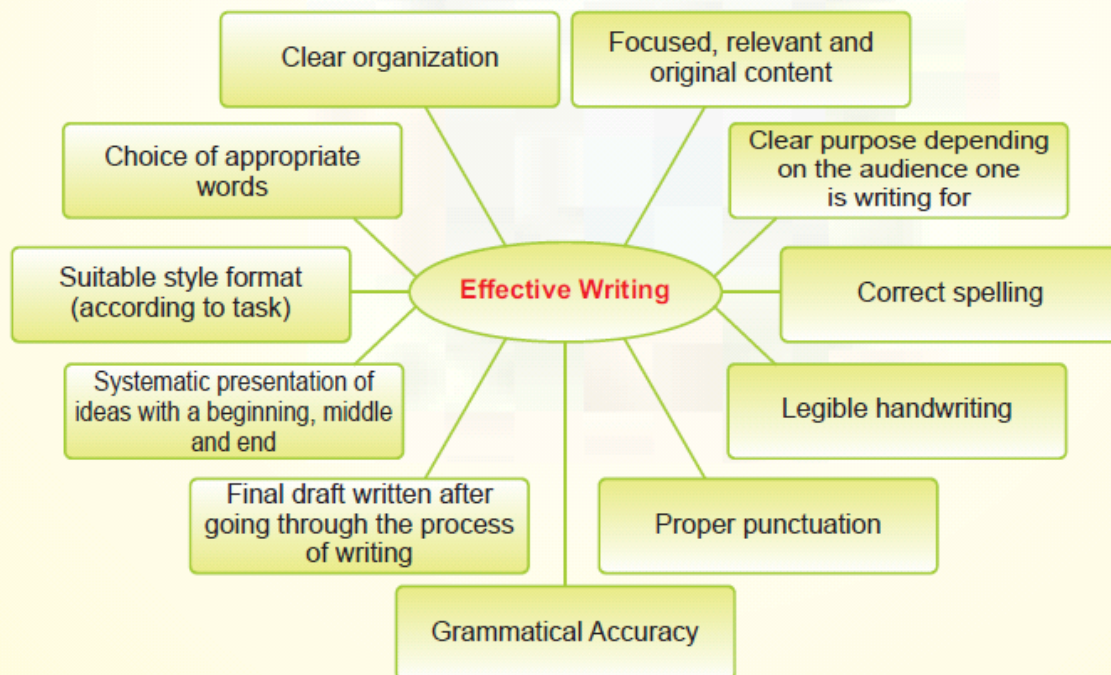 Clear organization
Focused, relevant and
original content
Choice of appropriate
words
Clear purpose depending
on the audience one
is writing for
Suitable style format
(according to task)
Effective Writing
Correct spelling
Systematic presentation of
ideas with a beginning, middle
and end
Legible handwriting
Final draft written after
going through the process
of writing
Proper punctuation
Grammatical Accuracy